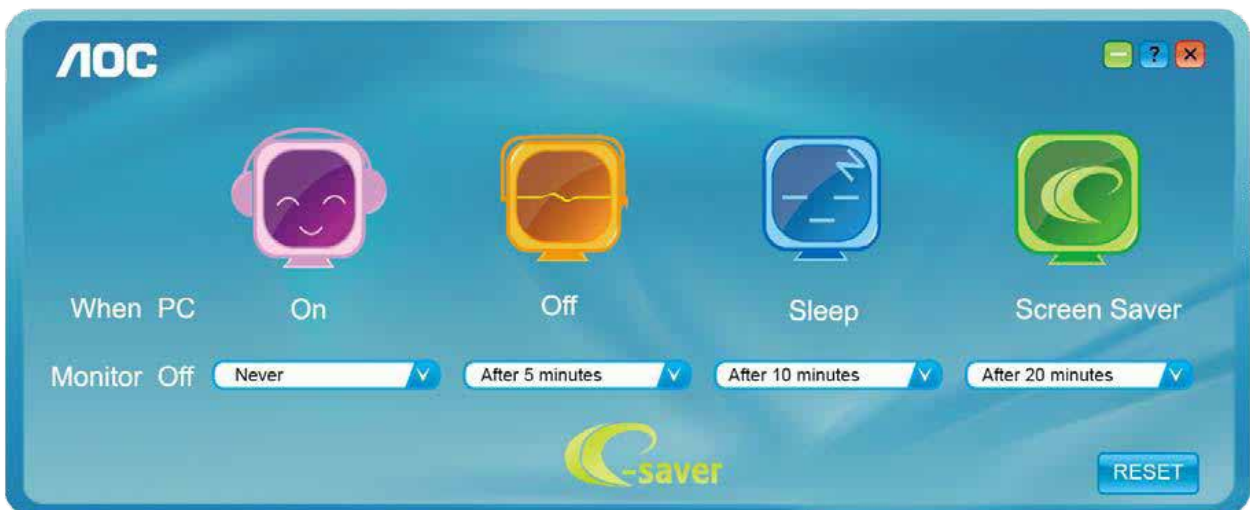 AOC
?
When PC On Off Sleep Screen Saver
Monitor Off Never After 5 minutes After 10 minutes After 20 minutes
e-saver
RESET